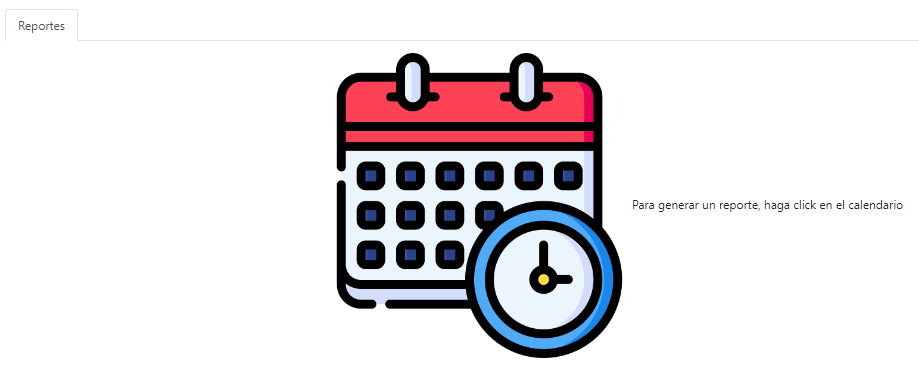 Reportes
Para generar un reporte, haga click en el calendario